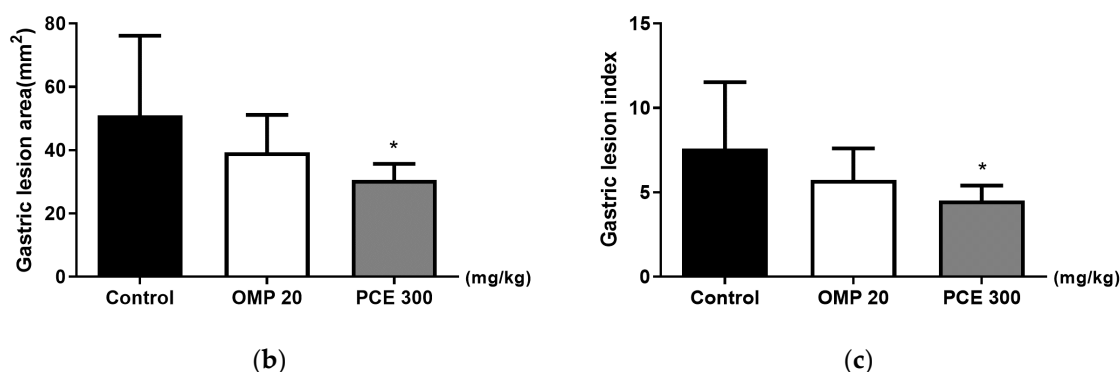 Gastric lesion area(mm²)
80
60
40
20
0
*
Control OMP 20 PCE 300 (mg/kg)
(b)
Gastric lesion index
15
10
5
0
*
Control OMP 20 PCE 300 (mg/kg)
(c)